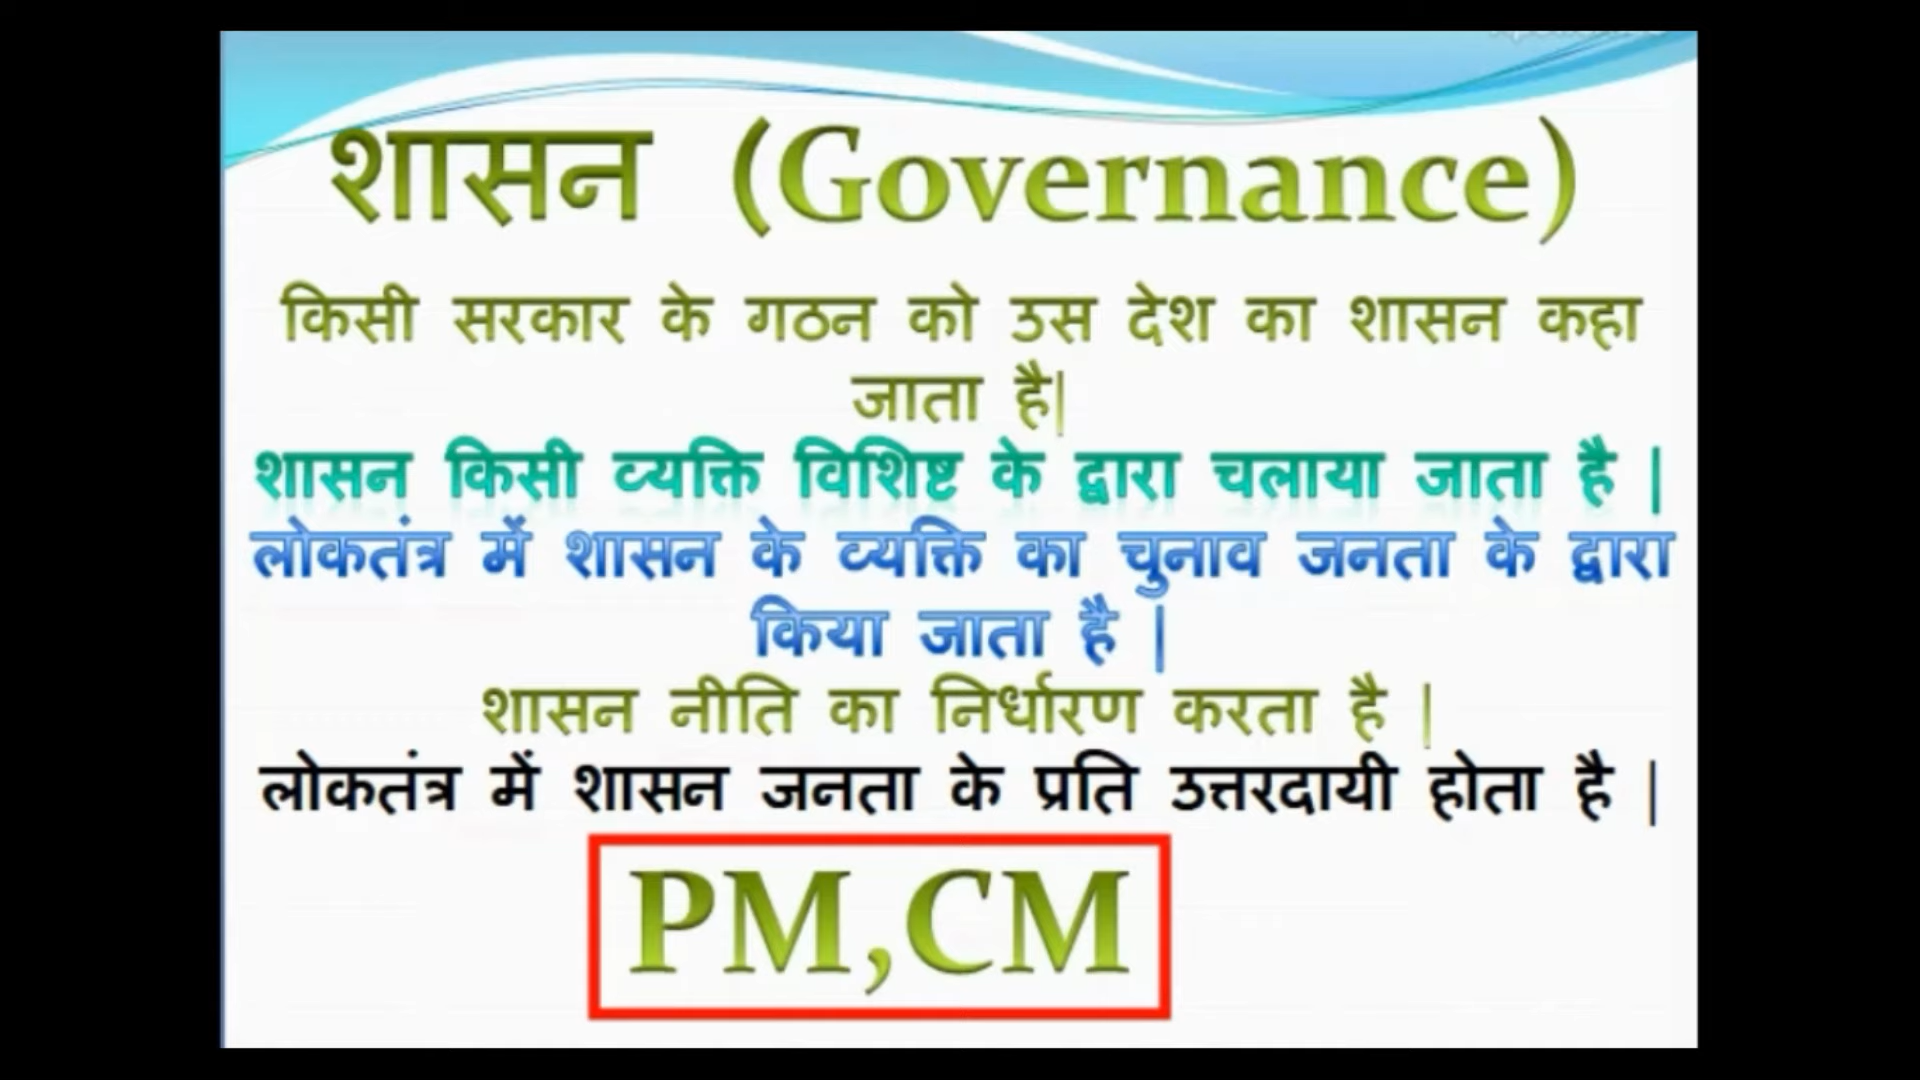 शासन (Governance)
किसी सरकार के गठन को उस देश का शासन कहा
जाता है|
शासन किसी व्यक्ति विशिष्ट के द्वारा चलाया जाता है |
लोकतंत्र में शासन के व्यक्ति का चुनाव जनता के द्वारा
किया जाता है |
शासन नीति का निर्धारण करता है |
लोकतंत्र में शासन जनता के प्रति उत्तरदायी होता है |
PM,CM